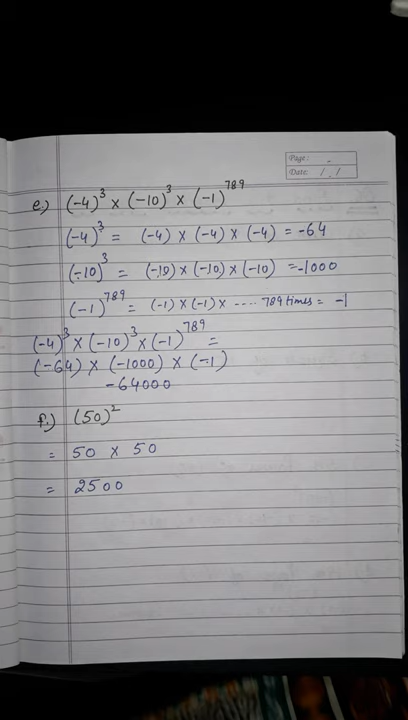 Page: -
Date: / . /
e.) (-4)³ × (-10)³ × (-1)⁷⁸⁹
(-4)³ = (-4) × (-4) × (-4) = -64
(-10)³ = (-10) × (-10) × (-10) = -1000
(-1)⁷⁸⁹ = (-1) × (-1) × .... 789 times = -1
(-4)³ × (-10)³ × (-1)⁷⁸⁹ =
(-64) × (-1000) × (-1)
-64000
f.) (50)²
= 50 × 50
= 2500